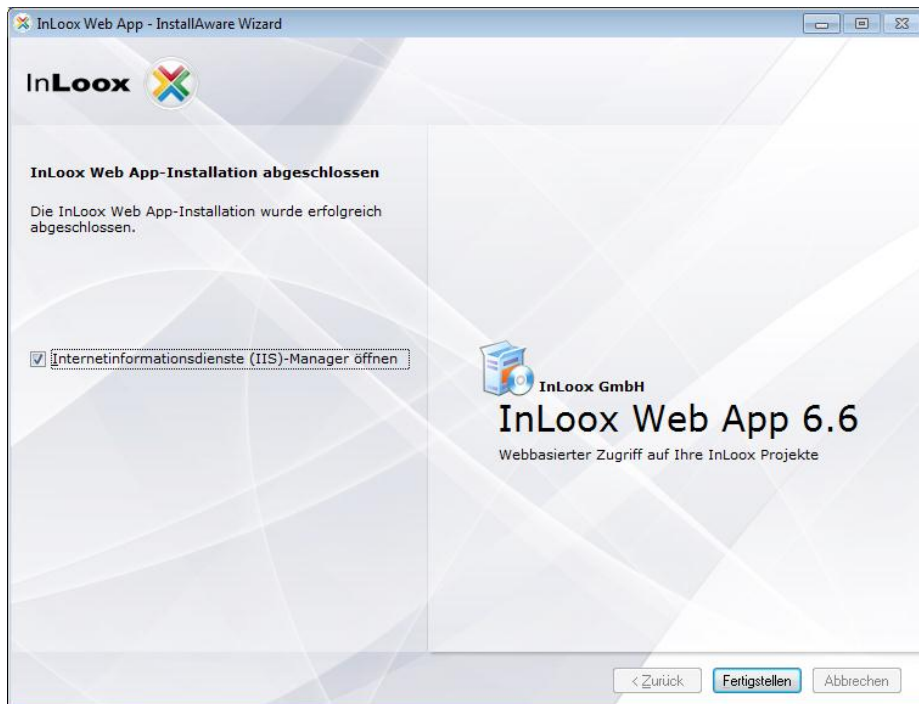 InLoox Web App - InstallAware Wizard
InLoox
InLoox Web App-Installation abgeschlossen
Die InLoox Web App-Installation wurde erfolgreich
abgeschlossen.
Internetinformationsdienste (IIS)-Manager öffnen
InLoox GmbH
InLoox Web App 6.6
Webbasierter Zugriff auf Ihre InLoox Projekte
< Zurück
Fertigstellen
Abbrechen